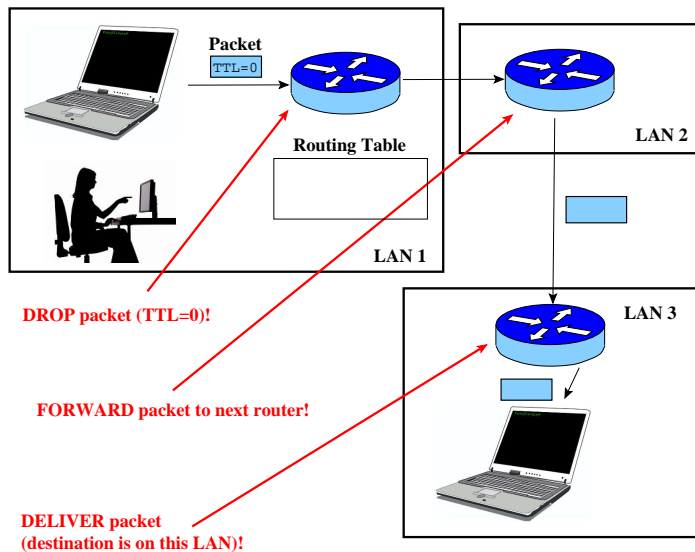 Packet
TTL=0
LAN 2
Routing Table
LAN 1
DROP packet (TTL=0)!
LAN 3
FORWARD packet to next router!
DELIVER packet
(destination is on this LAN)!